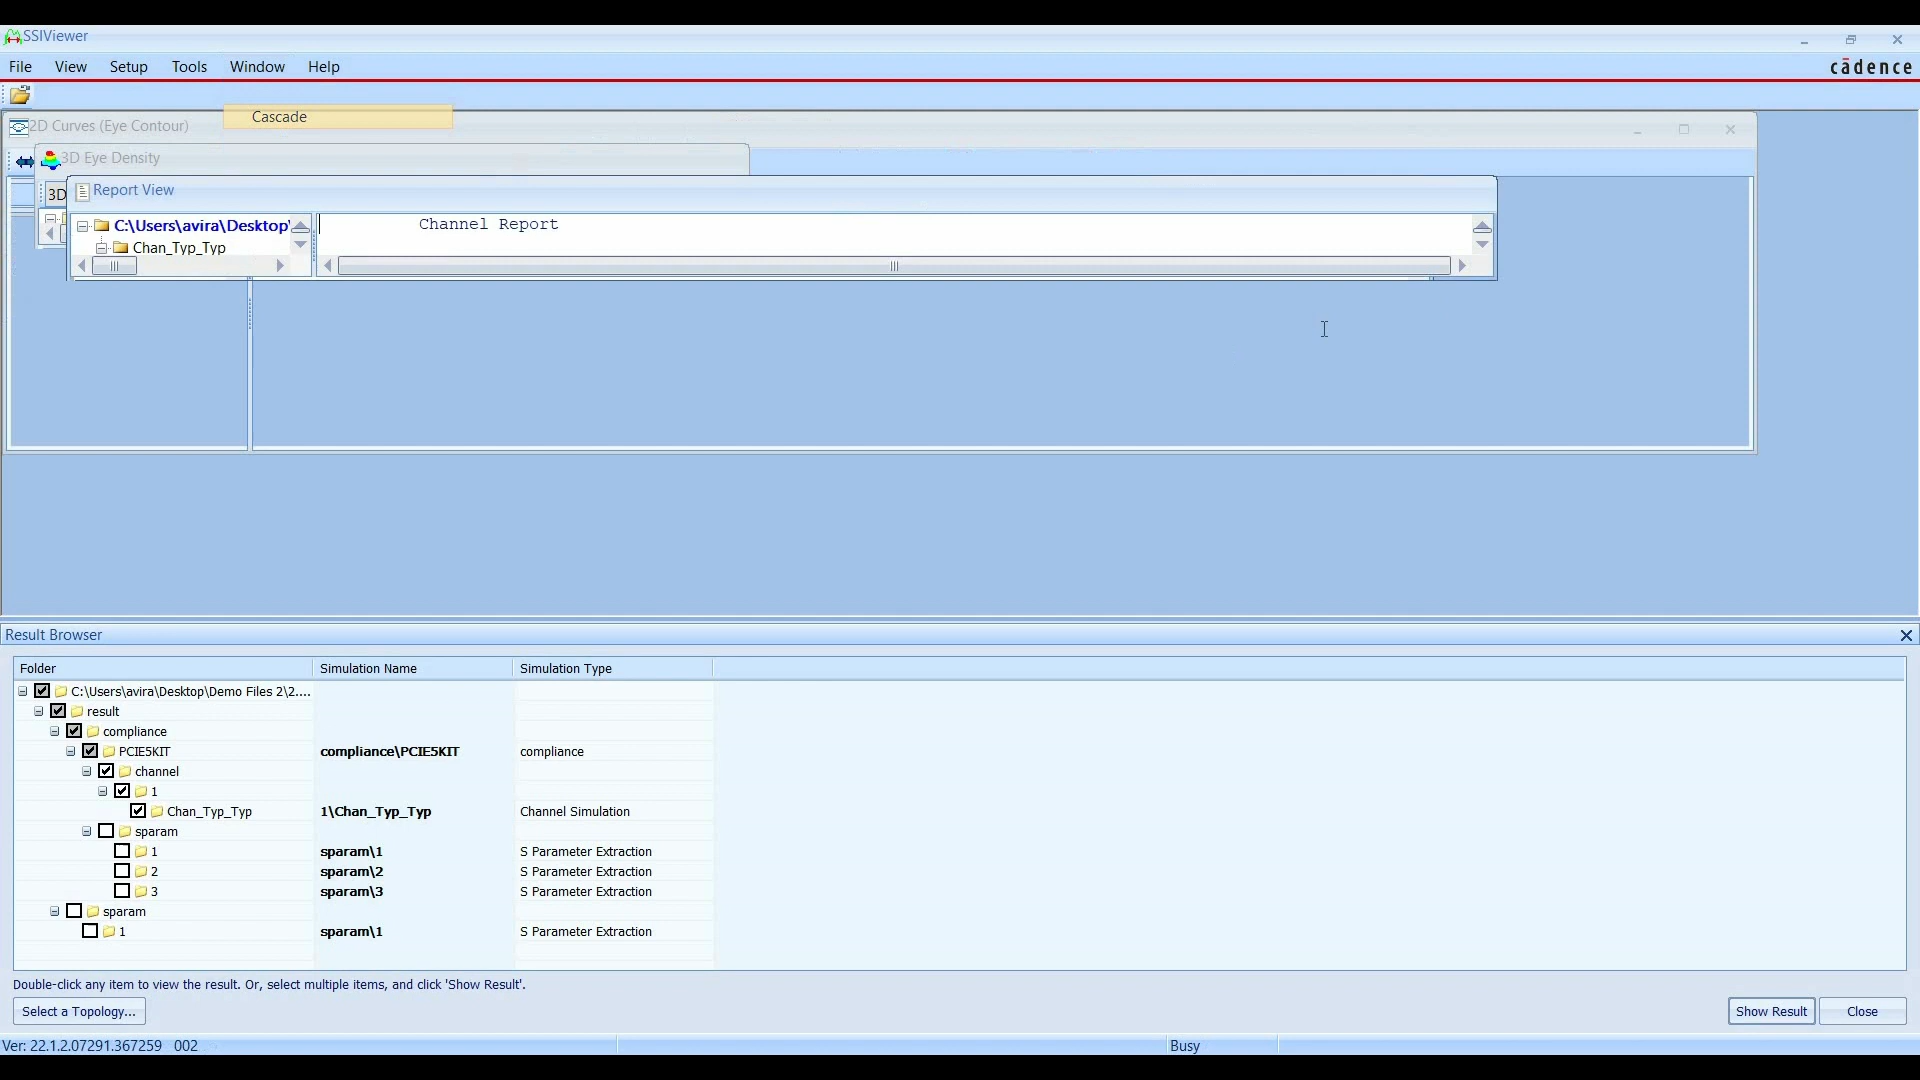 SSIViewer
File View Setup Tools Window Help
cādence
Cascade
2D Curves (Eye Contour)
3D Eye Density
3D
Report View
C:\Users\avira\Desktop\
Channel Report
Chan_Typ_Typ
Result Browser
Folder Simulation Name Simulation Type
C:\Users\avira\Desktop\Demo Files 2\2....
result
compliance
PCIE5KIT compliance\PCIE5KIT compliance
channel
1
Chan_Typ_Typ 1\Chan_Typ_Typ Channel Simulation
sparam
1 sparam\1 S Parameter Extraction
2 sparam\2 S Parameter Extraction
3 sparam\3 S Parameter Extraction
sparam
1 sparam\1 S Parameter Extraction
Double-click any item to view the result. Or, select multiple items, and click 'Show Result'.
Select a Topology... Show Result Close
Ver: 22.1.2.07291.367259 002 Busy